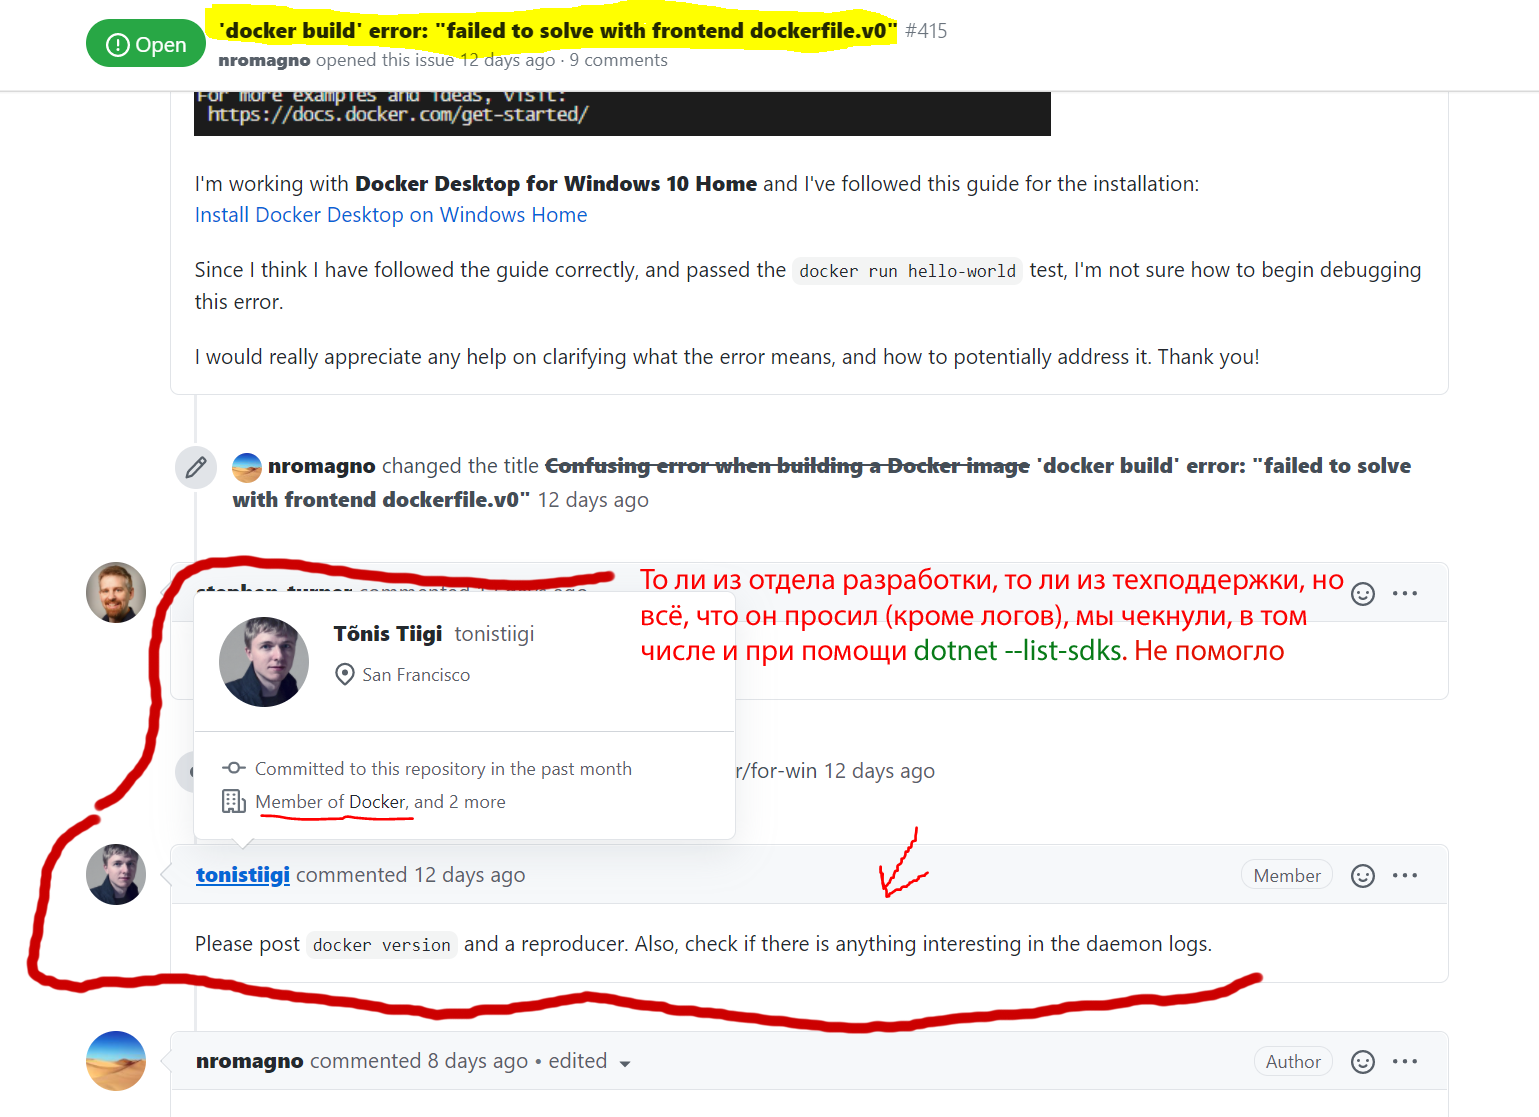 Open
'docker build' error: "failed to solve with frontend dockerfile.v0" #415
nromagno opened this issue 12 days ago · 9 comments
For more examples and ideas, visit:
https://docs.docker.com/get-started/
I'm working with Docker Desktop for Windows 10 Home and I've followed this guide for the installation:
Install Docker Desktop on Windows Home
Since I think I have followed the guide correctly, and passed the docker run hello-world test, I'm not sure how to begin debugging
this error.
I would really appreciate any help on clarifying what the error means, and how to potentially address it. Thank you!
nromagno changed the title Confusing error when building a Docker image 'docker build' error: "failed to solve
with frontend dockerfile.v0" 12 days ago
stephen-turner commented 12 days ago
То ли из отдела разработки, то ли из техподдержки, но
всё, что он просил (кроме логов), мы чекнули, в том
числе и при помощи dotnet --list-sdks. Не помогло
Tõnis Tiigi tonistiigi
San Francisco
Committed to this repository in the past month
Member of Docker, and 2 more
r/for-win 12 days ago
tonistiigi commented 12 days ago
Member
Please post docker version and a reproducer. Also, check if there is anything interesting in the daemon logs.
nromagno commented 8 days ago • edited
Author